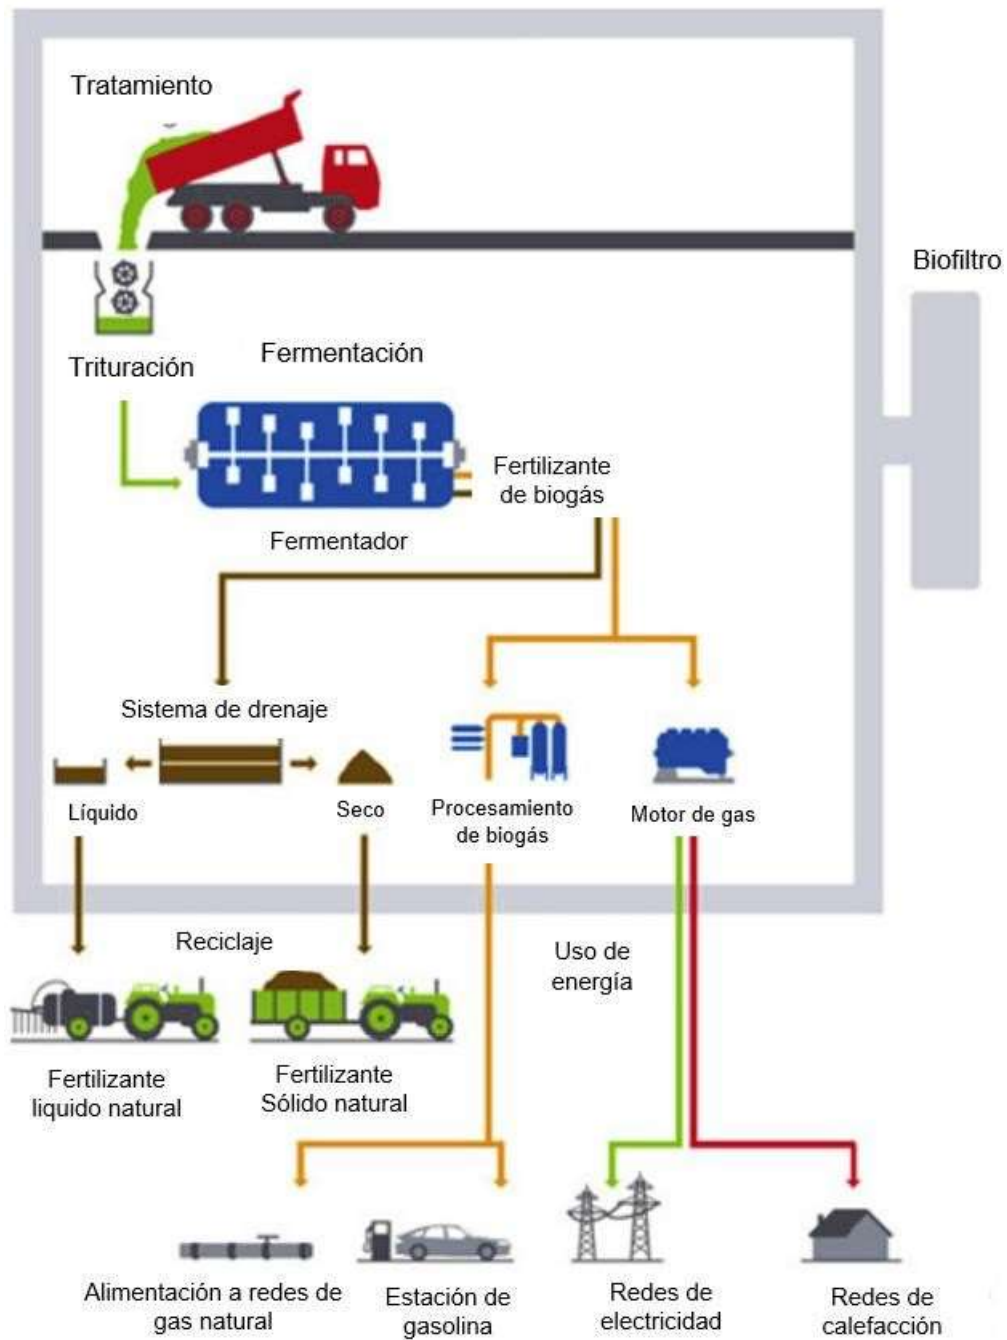 Tratamiento
Biofiltro
Trituración
Fermentación
Fertilizante
de biogás
Fermentador
Sistema de drenaje
Líquido
Seco
Procesamiento
de biogás
Motor de gas
Reciclaje
Uso de
energía
Fertilizante
liquido natural
Fertilizante
Sólido natural
Alimentación a redes de
gas natural
Estación de
gasolina
Redes de
electricidad
Redes de
calefacción